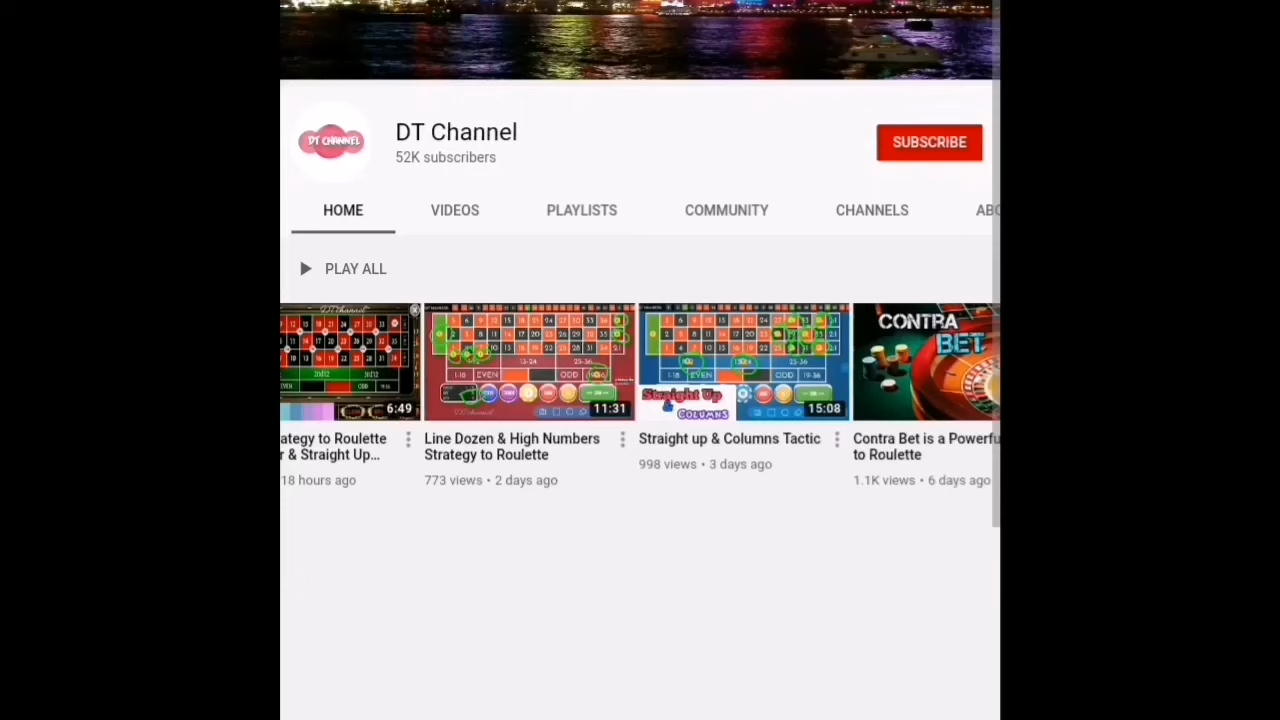 DT CHANNEL
DT Channel
52K subscribers
SUBSCRIBE
HOME
VIDEOS
PLAYLISTS
COMMUNITY
CHANNELS
ABO
PLAY ALL
DT Channel
6:49
11:31
Straight Up
& COLUMNS
15:08
CONTRA
BET
ategy to Roulette
r & Straight Up...
18 hours ago
Line Dozen & High Numbers
Strategy to Roulette
773 views • 2 days ago
Straight up & Columns Tactic
998 views • 3 days ago
Contra Bet is a Powerfu
to Roulette
1.1K views • 6 days ago